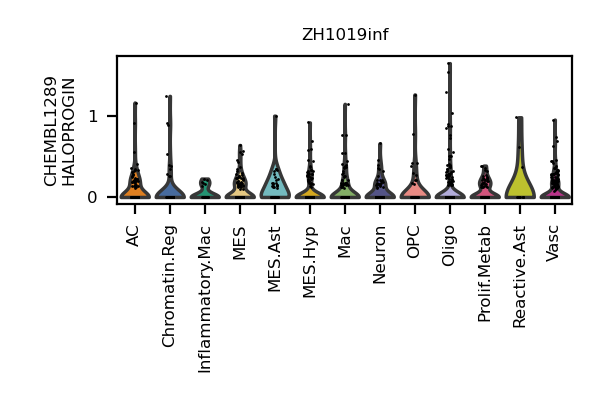 ZH1019inf
CHEMBL1289
HALOPROGIN
1
0
AC
Chromatin.Reg
Inflammatory.Mac
MES
MES.Ast
MES.Hyp
Mac
Neuron
OPC
Oligo
Prolif.Metab
Reactive.Ast
Vasc